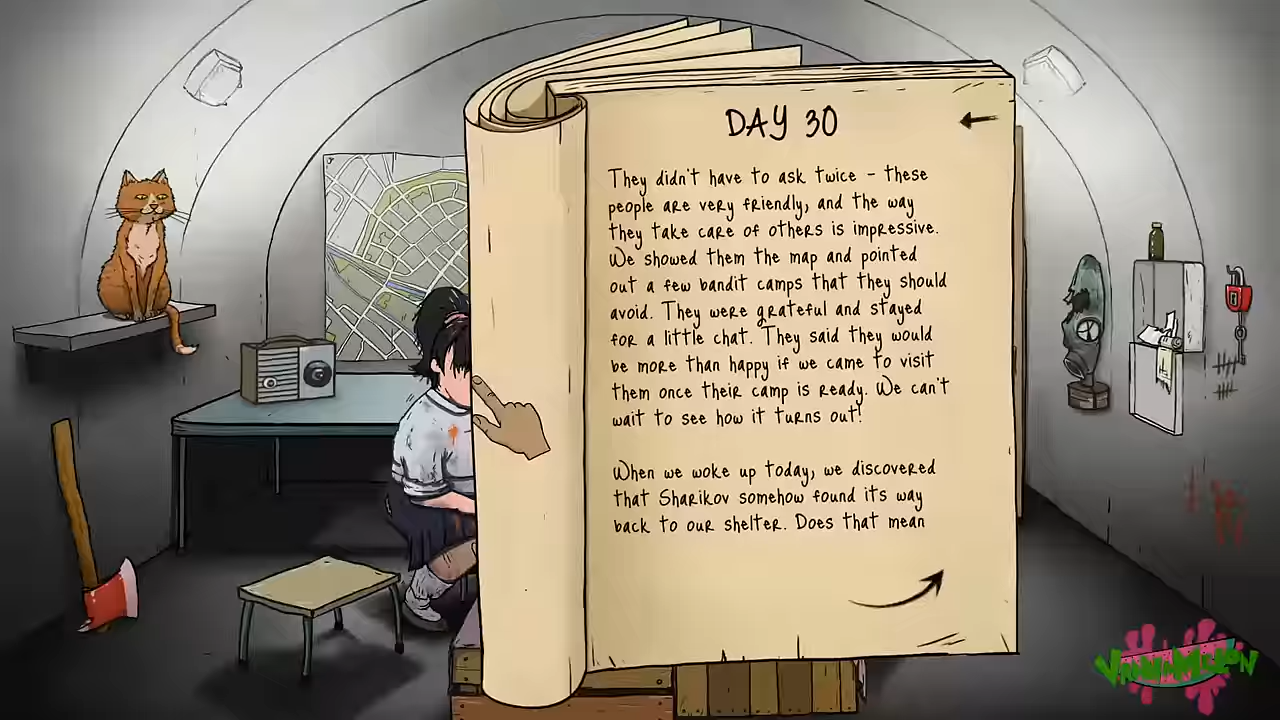 DAY 30
They didn't have to ask twice - these
people are very friendly, and the way
they take care of others is impressive.
We showed them the map and pointed
out a few bandit camps that they should
avoid. They were grateful and stayed
for a little chat. They said they would
be more than happy if we came to visit
them once their camp is ready. We can't
wait to see how it turns out!
When we woke up today, we discovered
that Sharikov somehow found its way
back to our shelter. Does that mean